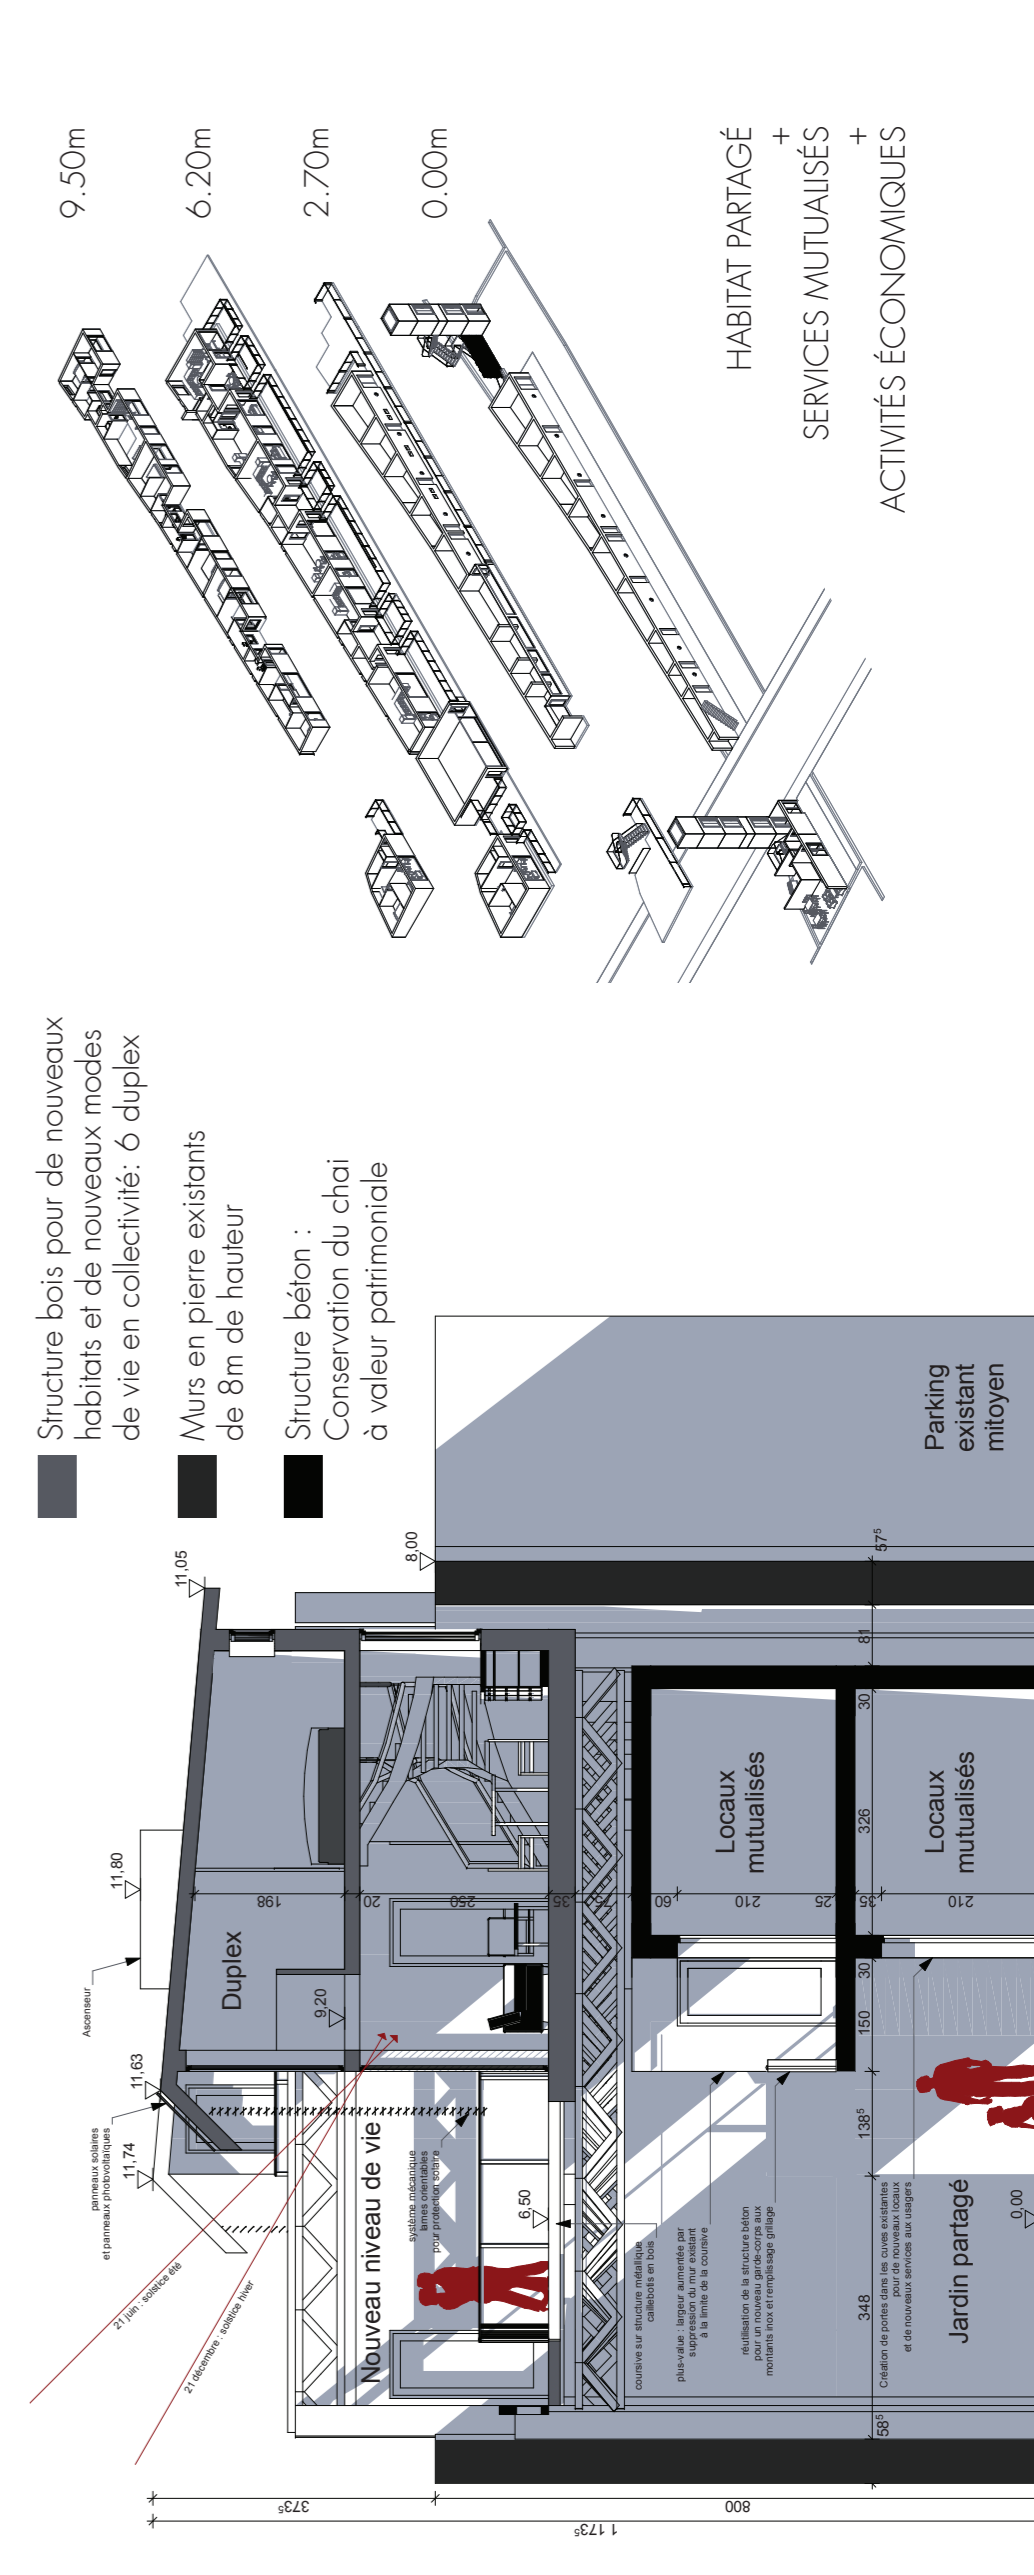 Structure bois pour de nouveaux
habitats et de nouveaux modes
de vie en collectivité: 6 duplex
Murs en pierre existants
de 8m de hauteur
Structure béton :
Conservation du chai
à valeur patrimoniale
9.50m
6.20m
2.70m
0.00m
HABITAT PARTAGÉ
+
SERVICES MUTUALISÉS
+
ACTIVITÉS ÉCONOMIQUES
1 173⁵
373⁵
800
21 juin : solstice été
21 décembre : solstice hiver
panneaux solaires
et panneaux photovoltaïques
11,74
11,63
Ascenseur
11,80
11,05
8,00
Duplex
9,20
198
20
250
35
75
60
210
25
35
210
Nouveau niveau de vie
système mécanique
lames orientables
pour protection solaire
6,50
coursive sur structure métallique
caillebotis en bois
plus-value : largeur aumentée par
suppression du mur existant
à la limite de la coursive
réutilisation de la structure béton
pour un nouveau garde-corps aux
montants inox et remplissage grillage
Création de portes dans les cuves existantes
pour de nouveaux locaux
et de nouveaux services aux usagers
Locaux
mutualisés
Locaux
mutualisés
Parking
existant
mitoyen
58⁵
348
138⁵
150
30
326
30
81
57⁵
Jardin partagé
0,00